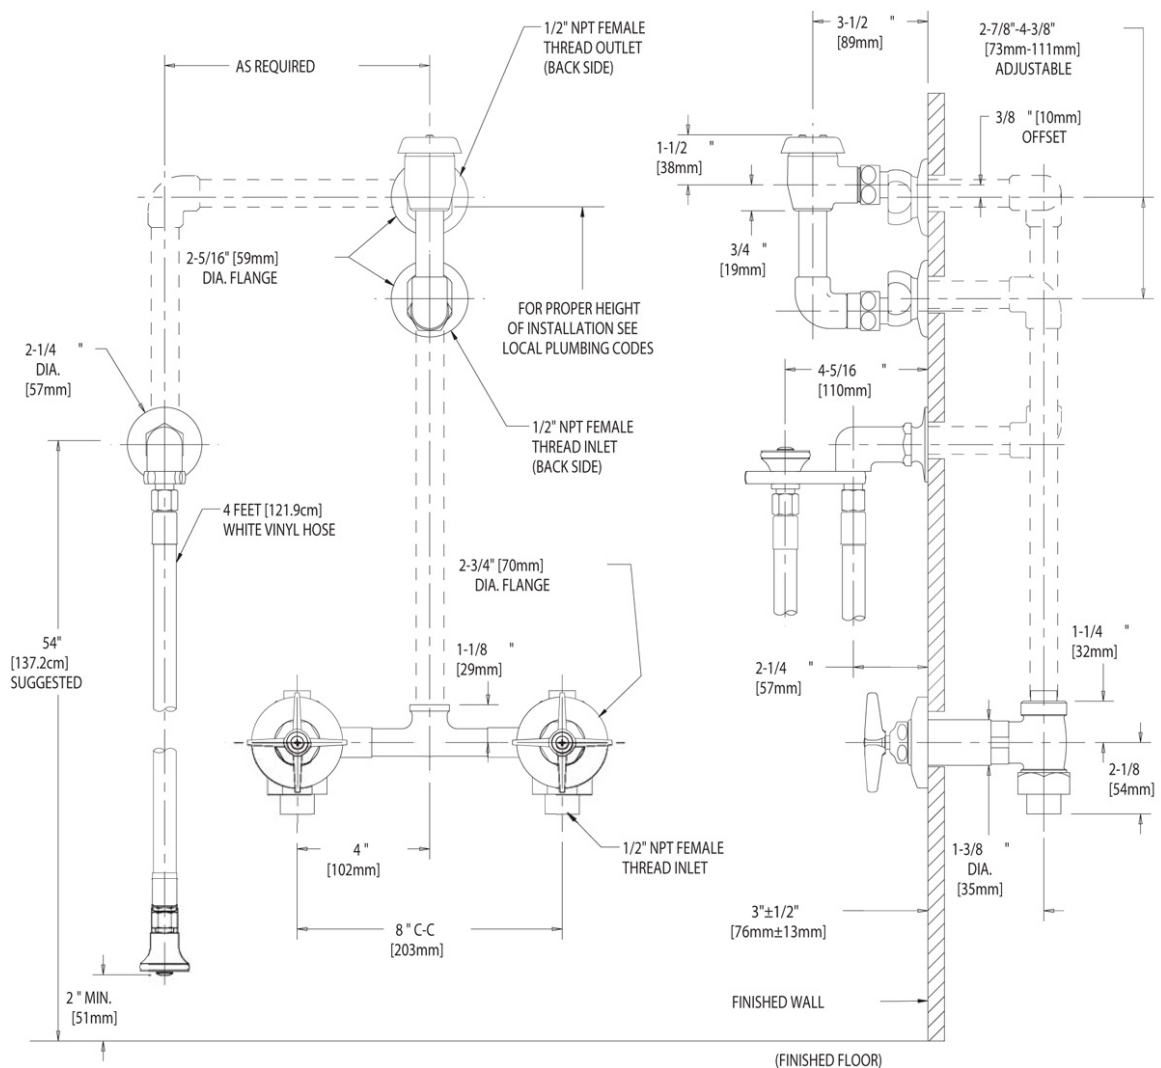 1/2" NPT FEMALE
THREAD OUTLET
(BACK SIDE)
AS REQUIRED
3-1/2 "
[89mm]
2-7/8"-4-3/8"
[73mm-111mm]
ADJUSTABLE
3/8 " [10mm]
OFFSET
1-1/2 "
[38mm]
2-5/16" [59mm]
DIA. FLANGE
3/4 "
[19mm]
FOR PROPER HEIGHT
OF INSTALLATION SEE
LOCAL PLUMBING CODES
2-1/4 "
DIA.
[57mm]
4-5/16 "
[110mm]
1/2" NPT FEMALE
THREAD INLET
(BACK SIDE)
4 FEET [121.9cm]
WHITE VINYL HOSE
2-3/4" [70mm]
DIA. FLANGE
54"
[137.2cm]
SUGGESTED
1-1/8 "
[29mm]
2-1/4 "
[57mm]
1-1/4 "
[32mm]
2-1/8
[54mm]
4 "
[102mm]
1/2" NPT FEMALE
THREAD INLET
1-3/8 "
DIA.
[35mm]
8 " C-C
[203mm]
3"±1/2"
[76mm±13mm]
2 " MIN.
[51mm]
FINISHED WALL
(FINISHED FLOOR)